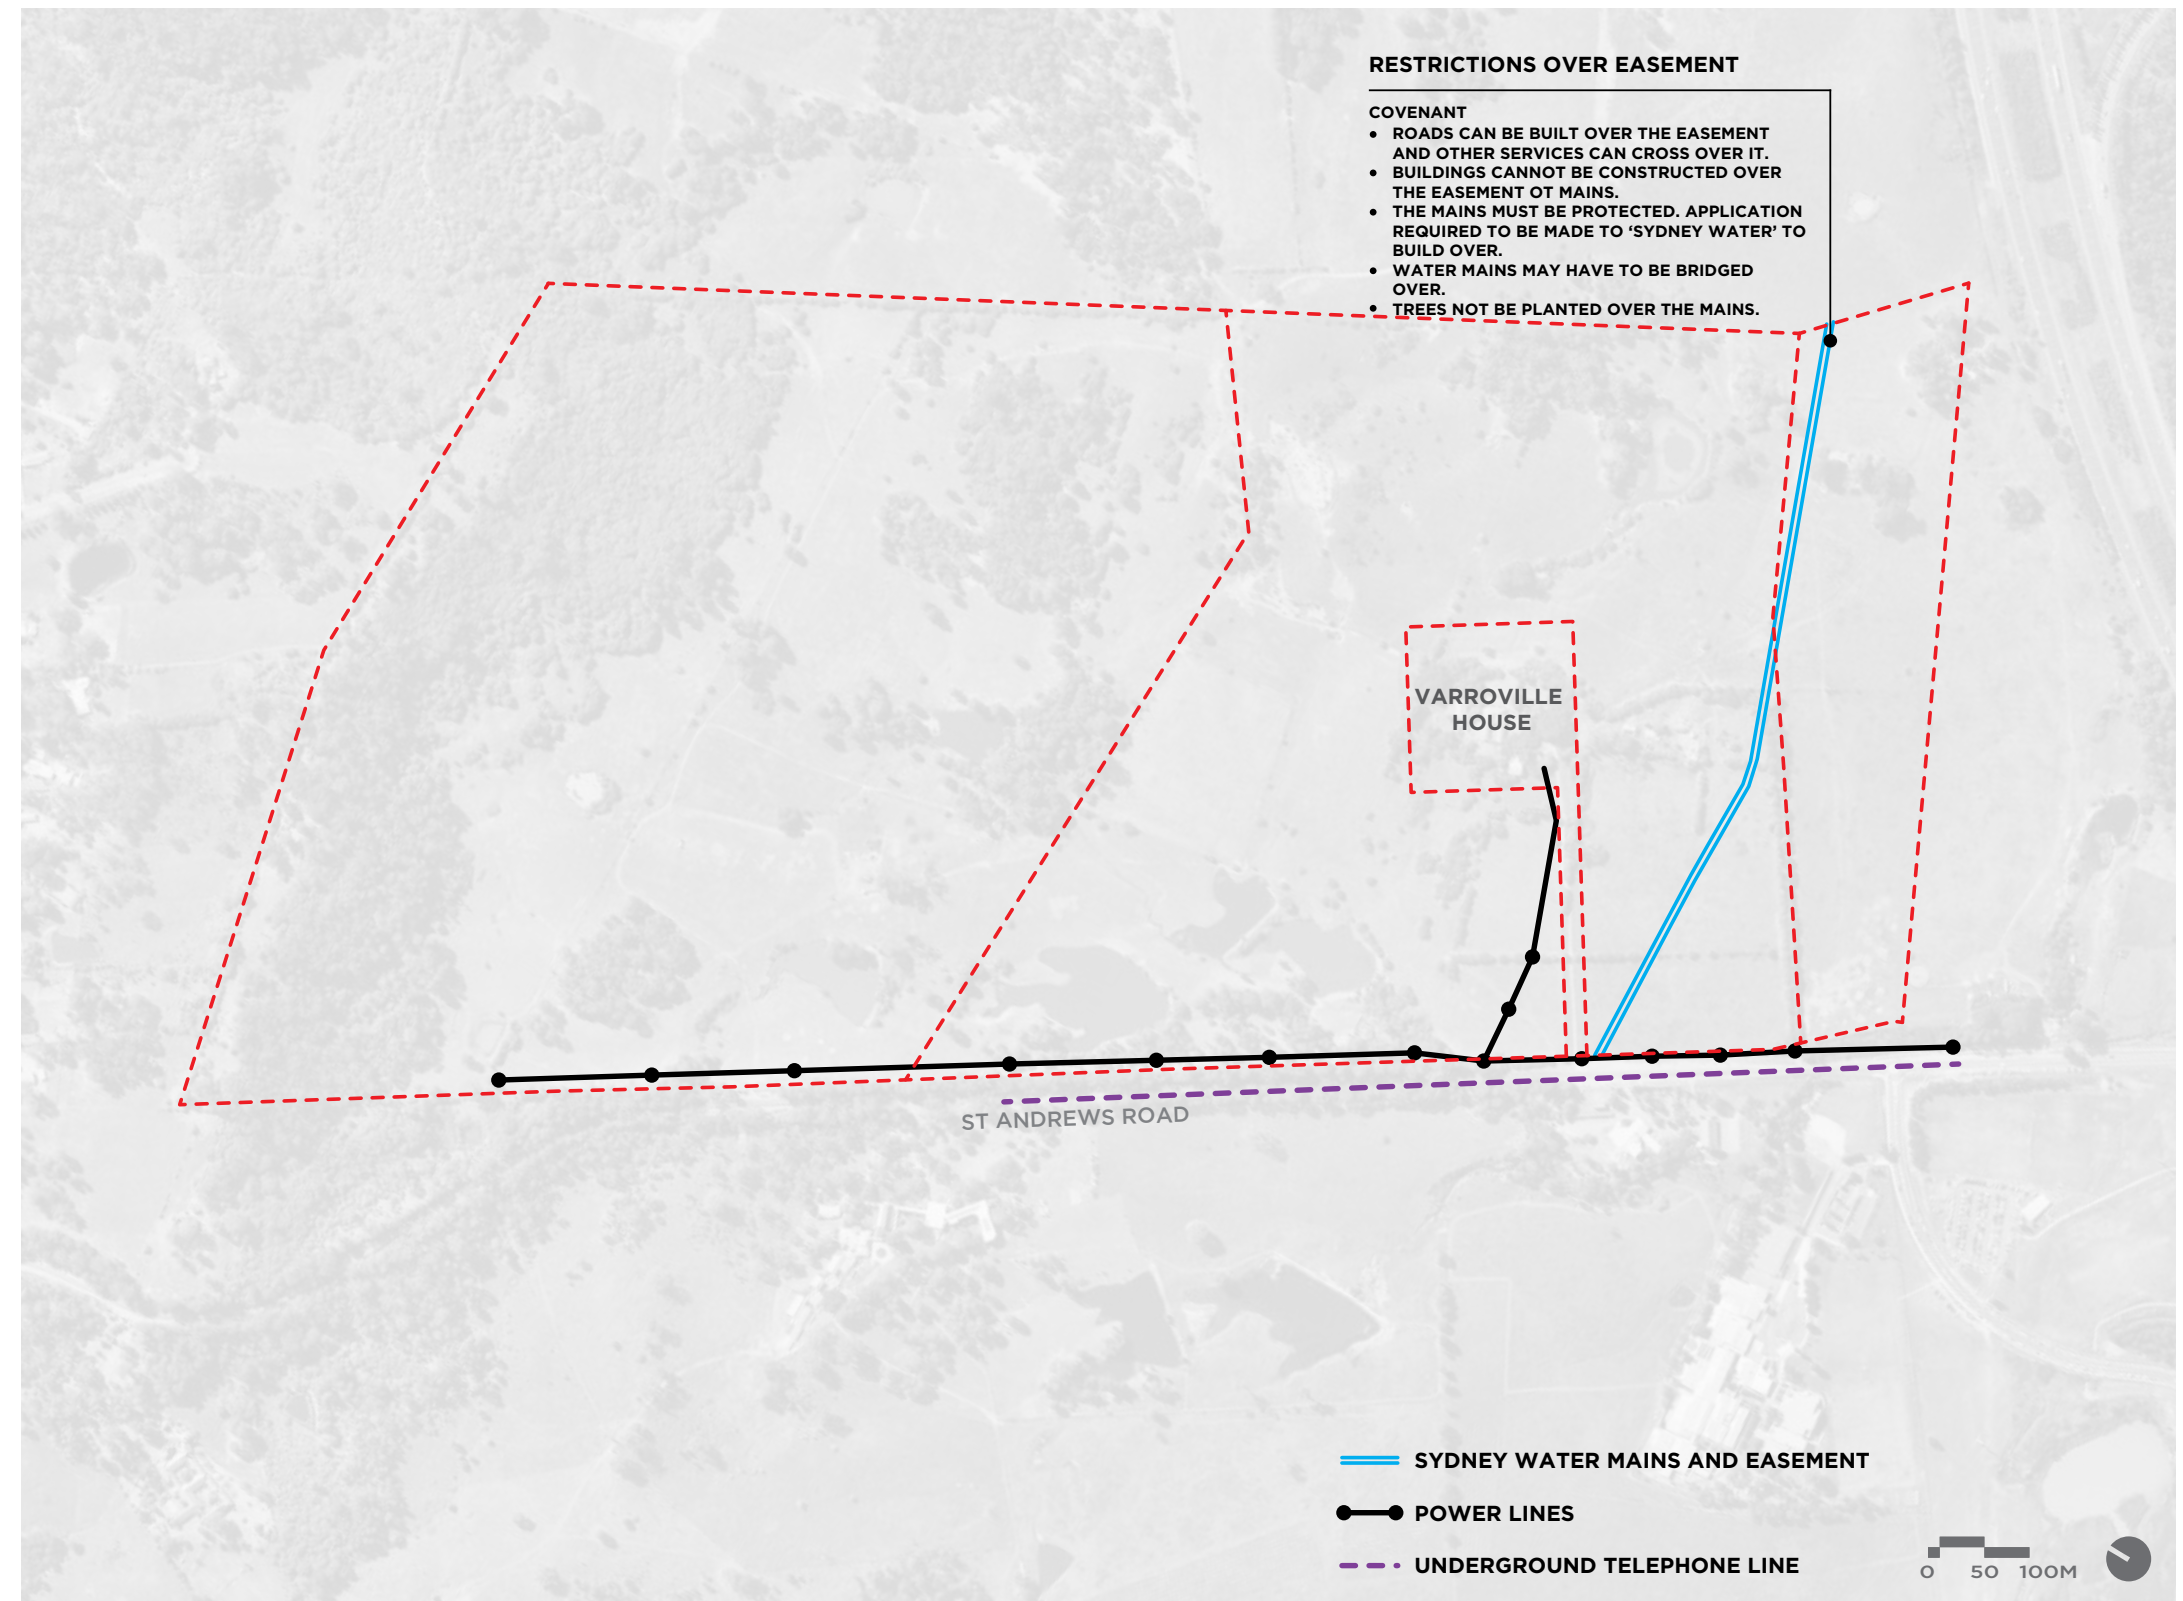 RESTRICTIONS OVER EASEMENT
COVENANT
• ROADS CAN BE BUILT OVER THE EASEMENT
AND OTHER SERVICES CAN CROSS OVER IT.
• BUILDINGS CANNOT BE CONSTRUCTED OVER
THE EASEMENT OT MAINS.
• THE MAINS MUST BE PROTECTED. APPLICATION
REQUIRED TO BE MADE TO ‘SYDNEY WATER’ TO
BUILD OVER.
• WATER MAINS MAY HAVE TO BE BRIDGED
OVER.
• TREES NOT BE PLANTED OVER THE MAINS.
VARROVILLE
HOUSE
ST ANDREWS ROAD
SYDNEY WATER MAINS AND EASEMENT
POWER LINES
UNDERGROUND TELEPHONE LINE
0 50 100M